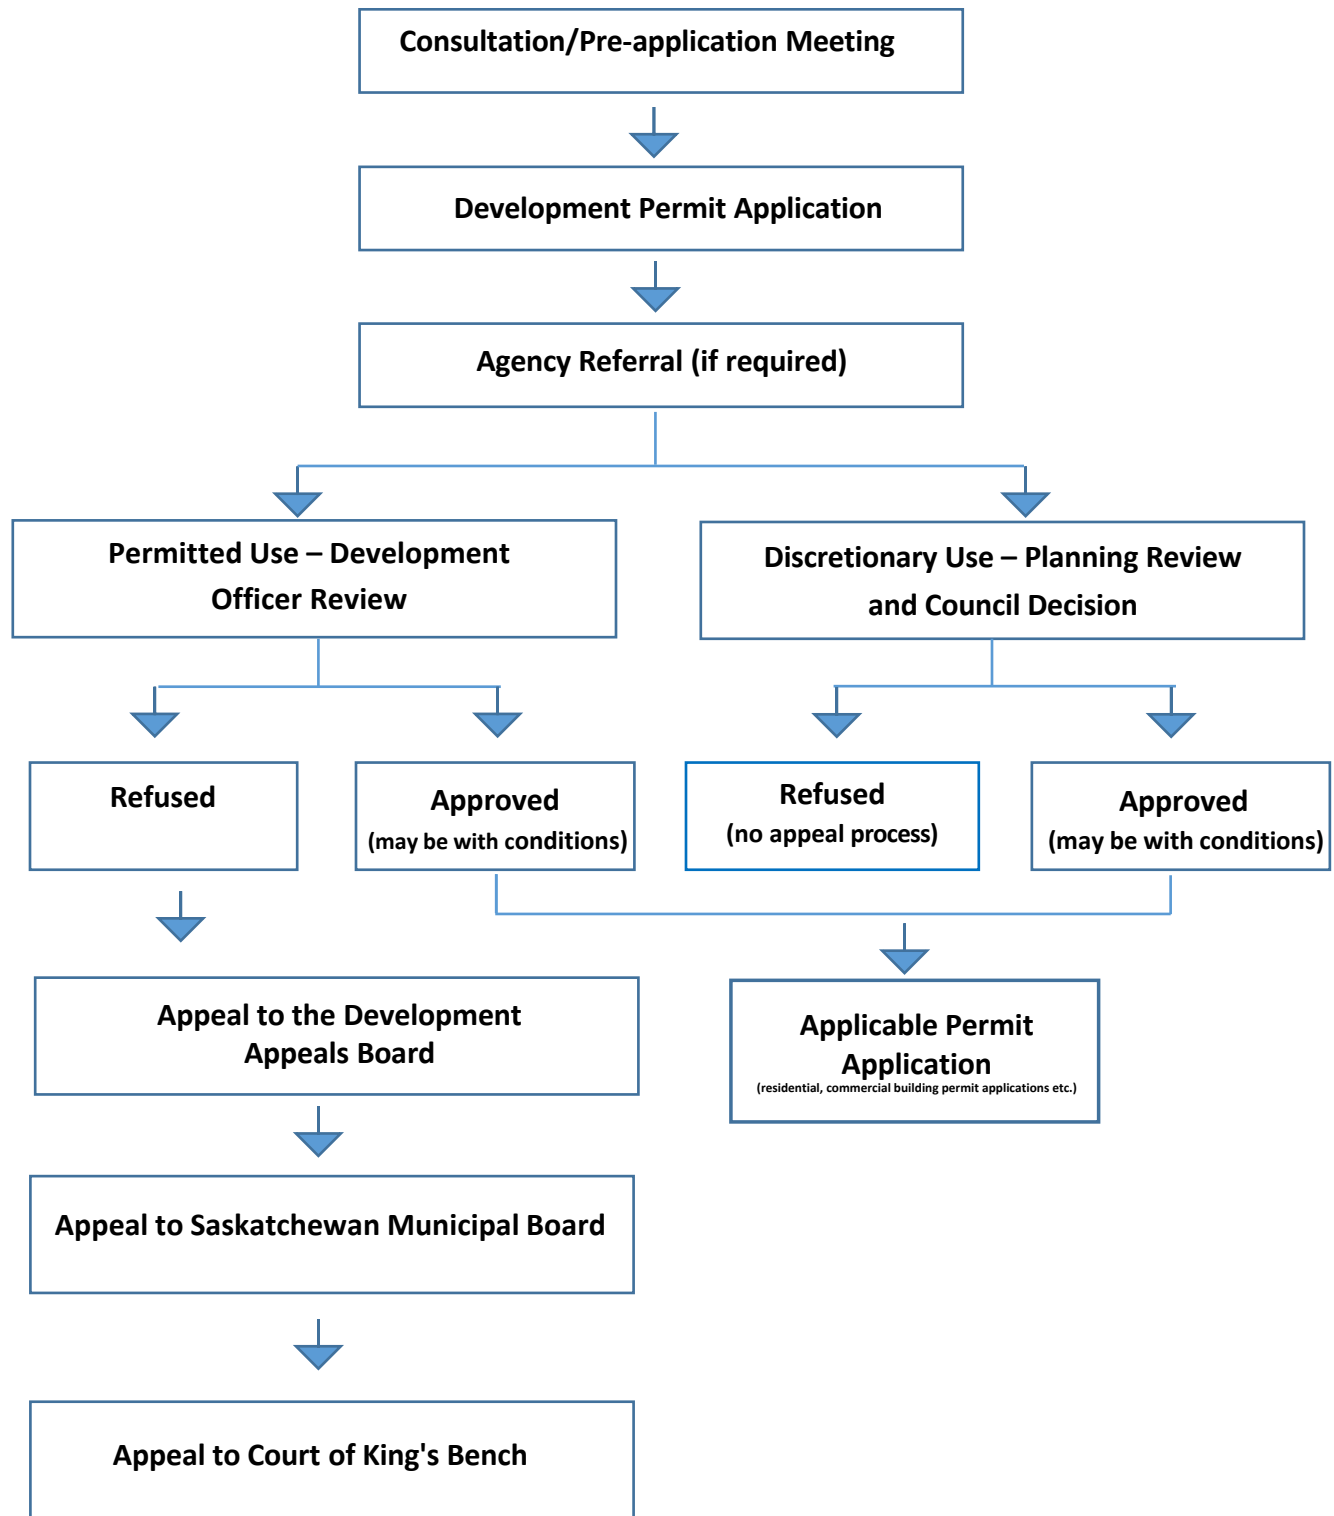 Consultation/Pre-application Meeting
Development Permit Application
Agency Referral (if required)
Permitted Use – Development
Officer Review
Discretionary Use – Planning Review
and Council Decision
Refused
Approved
(may be with conditions)
Refused
(no appeal process)
Approved
(may be with conditions)
Appeal to the Development
Appeals Board
Applicable Permit
Application
(residential, commercial building permit applications etc.)
Appeal to Saskatchewan Municipal Board
Appeal to Court of King's Bench